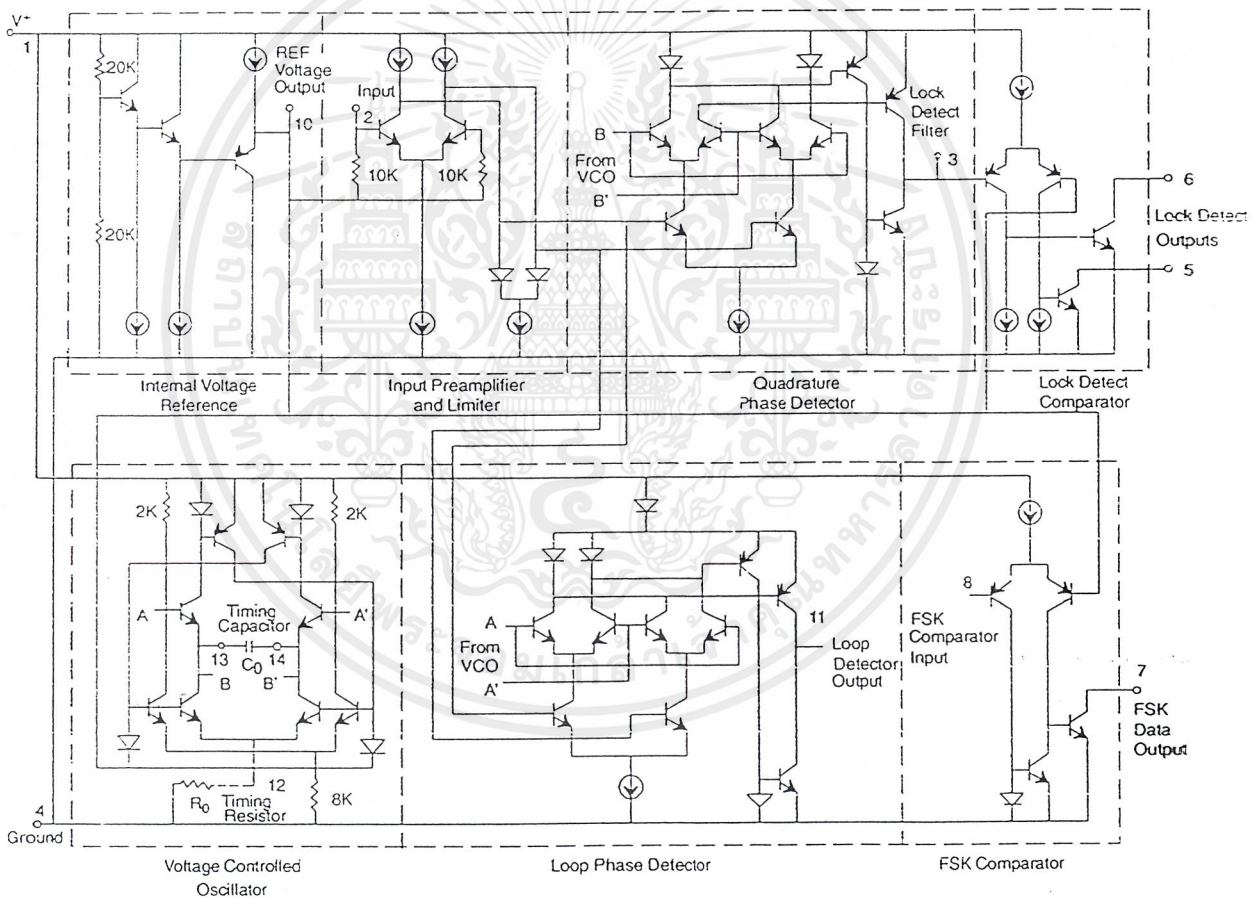 V+
1
20K
20K
REF
Voltage
Output
10
Input
2
10K
10K
B
From
VCO
B'
Lock
Detect
Filter
3
6
Lock Detect
Outputs
5
Internal Voltage
Reference
Input Preamplifier
and Limiter
Quadrature
Phase Detector
Lock Detect
Comparator
2K
2K
A
Timing
Capacitor
A'
13
C0
14
B
B'
12
R0
Timing
Resistor
8K
4
Ground
A
From
VCO
A'
11
Loop
Detector
Output
8
FSK
Comparator
Input
7
FSK
Data
Output
Voltage Controlled
Oscillator
Loop Phase Detector
FSK Comparator